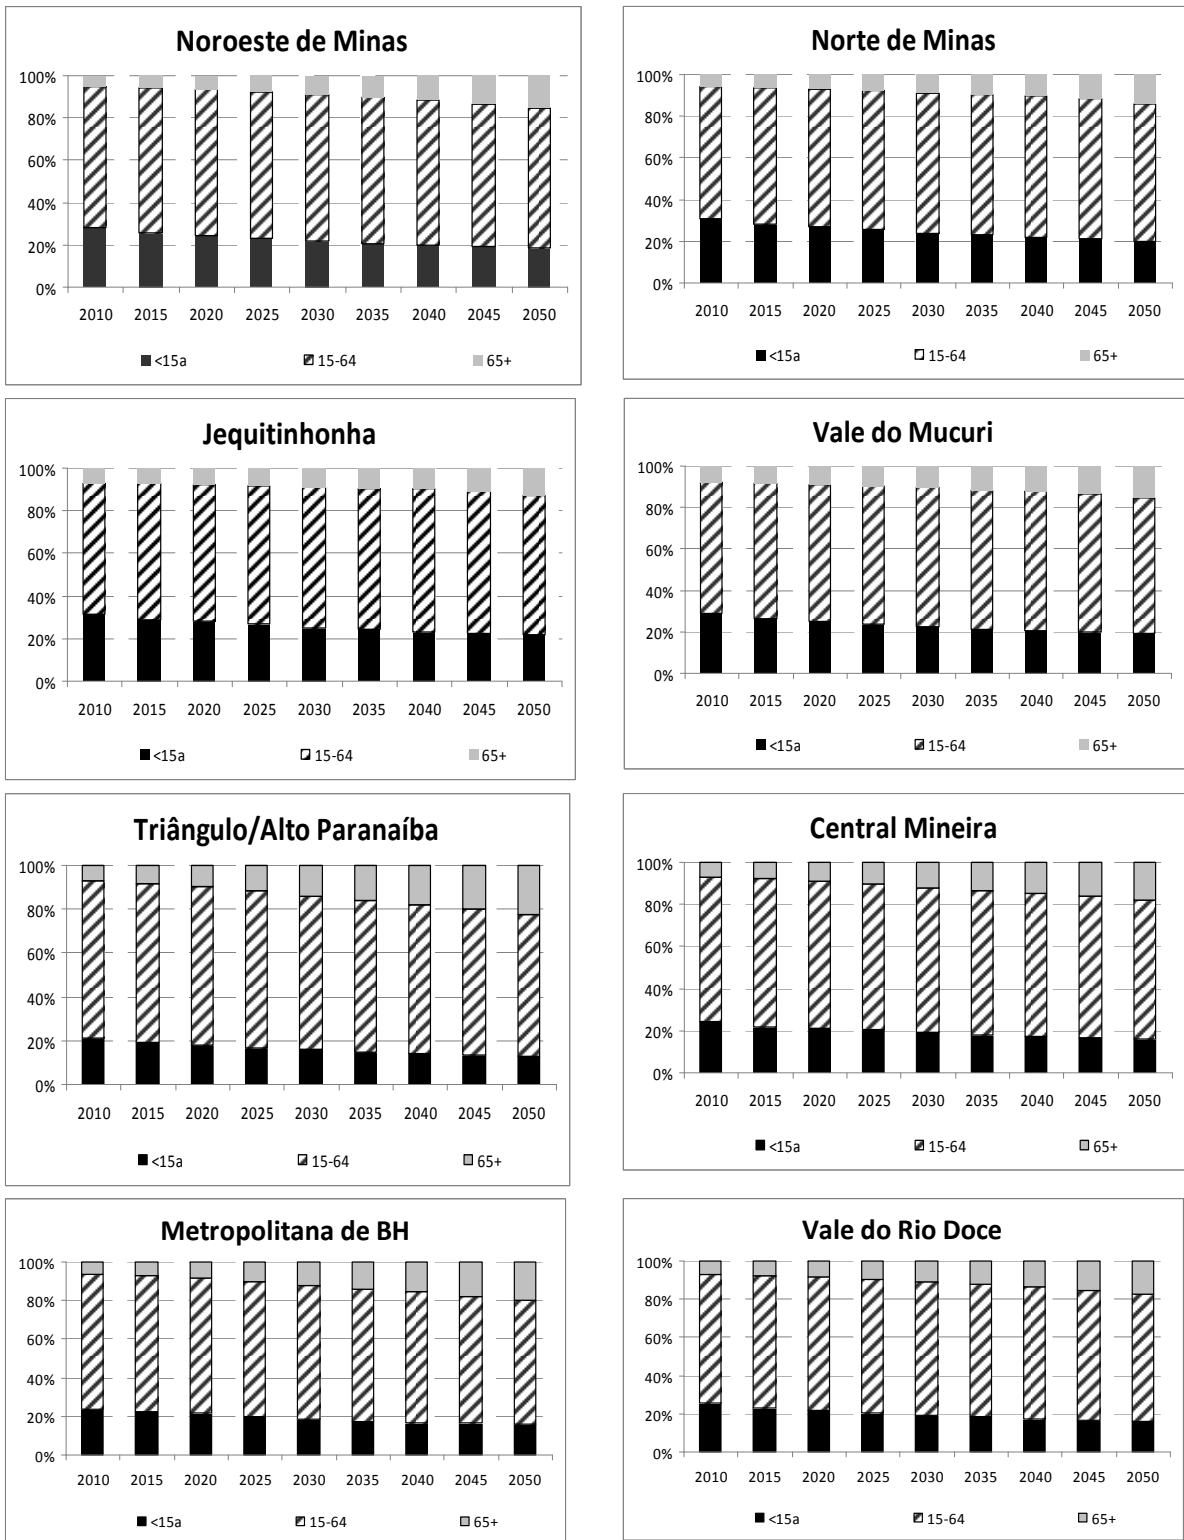 Noroeste de Minas
100%
80%
60%
40%
20%
0%
2010 2015 2020 2025 2030 2035 2040 2045 2050
<15a 15-64 65+
Norte de Minas
100%
80%
60%
40%
20%
0%
2010 2015 2020 2025 2030 2035 2040 2045 2050
<15a 15-64 65+
Jequitinhonha
100%
80%
60%
40%
20%
0%
2010 2015 2020 2025 2030 2035 2040 2045 2050
<15a 15-64 65+
Vale do Mucuri
100%
80%
60%
40%
20%
0%
2010 2015 2020 2025 2030 2035 2040 2045 2050
<15a 15-64 65+
Triângulo/Alto Paranaíba
100%
80%
60%
40%
20%
0%
2010 2015 2020 2025 2030 2035 2040 2045 2050
<15a 15-64 65+
Central Mineira
100%
80%
60%
40%
20%
0%
2010 2015 2020 2025 2030 2035 2040 2045 2050
<15a 15-64 65+
Metropolitana de BH
100%
80%
60%
40%
20%
0%
2010 2015 2020 2025 2030 2035 2040 2045 2050
<15a 15-64 65+
Vale do Rio Doce
100%
80%
60%
40%
20%
0%
2010 2015 2020 2025 2030 2035 2040 2045 2050
<15a 15-64 65+